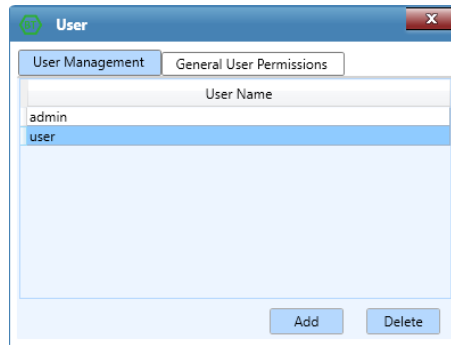 User
X
User Management General User Permissions
User Name
admin
user
Add Delete